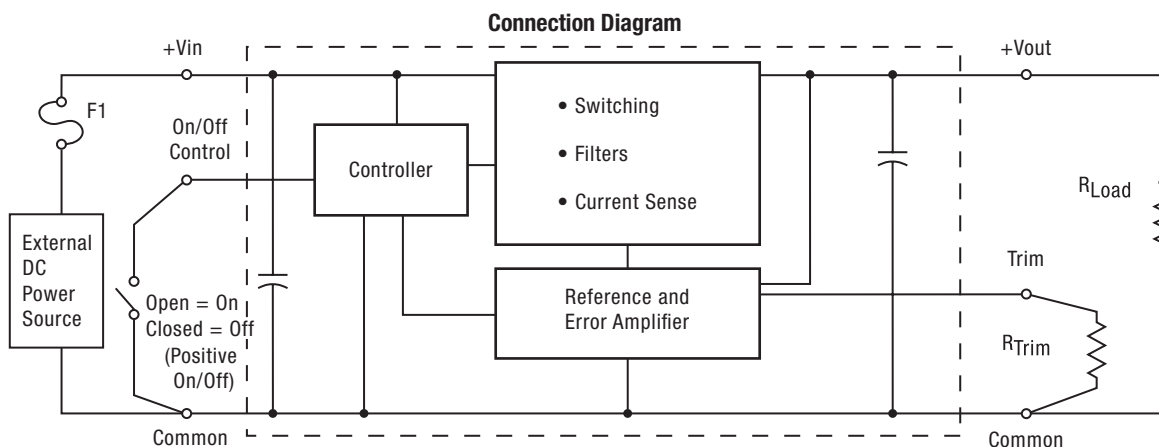 Connection Diagram
+Vin
+Vout
F1
On/Off
Control
Controller
• Switching
• Filters
• Current Sense
RLoad
External
DC
Power
Source
Open = On
Closed = Off
(Positive
On/Off)
Reference and
Error Amplifier
Trim
RTrim
Common
Common